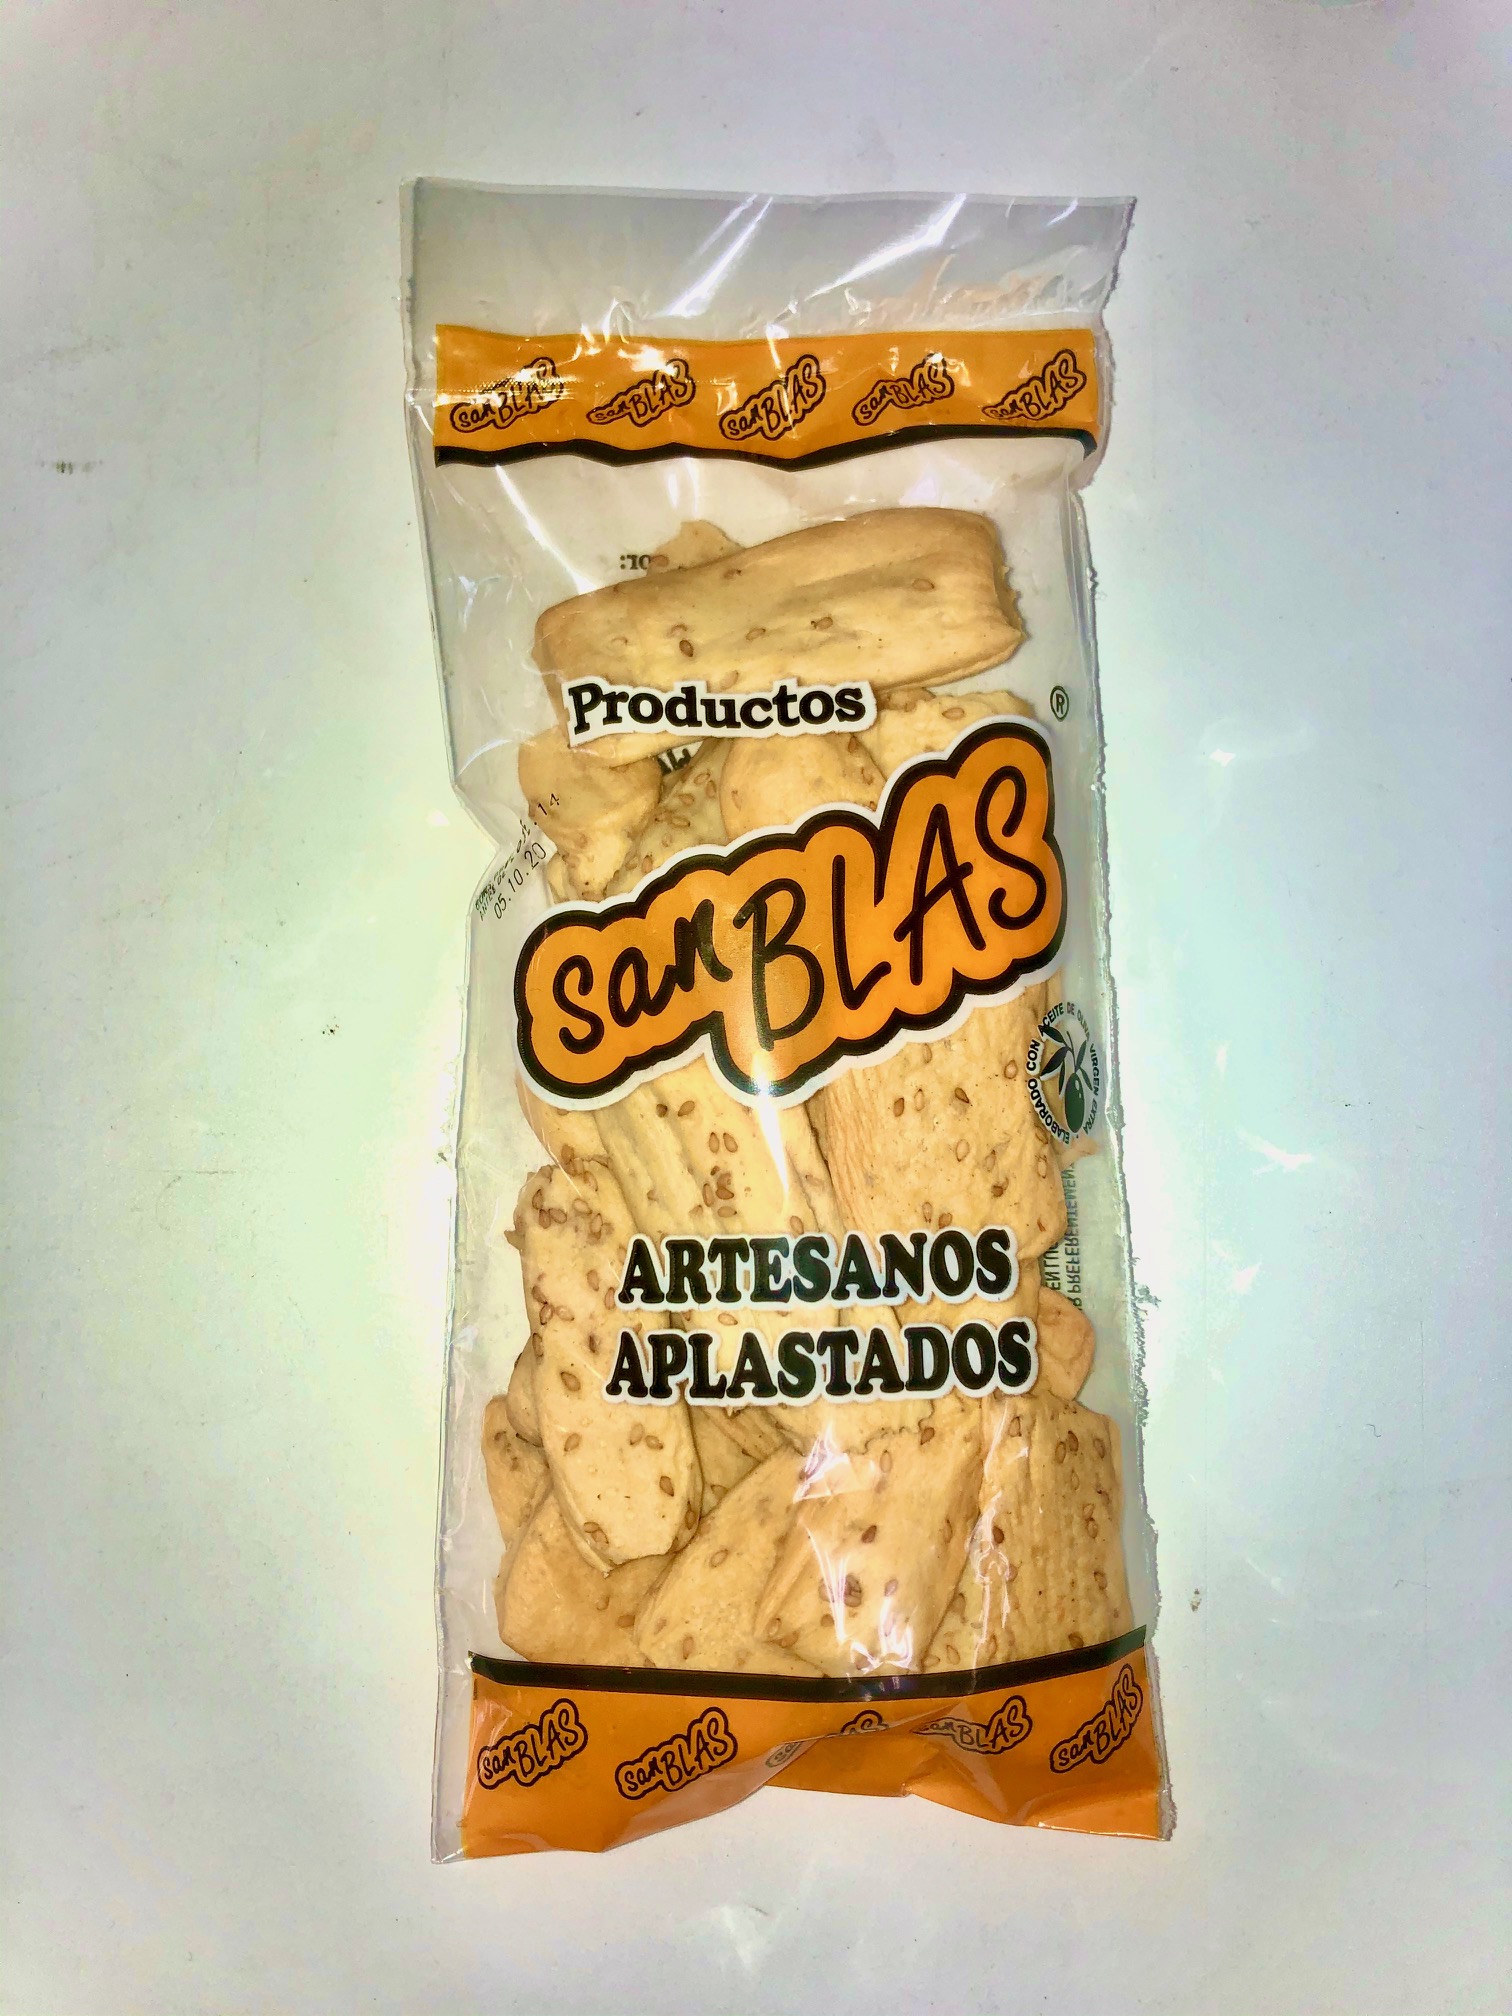 sanBLAS sanBLAS sanBLAS sanBLAS sanBLAS
Productos
®
sanBLAS
05.10.20
ELABORADO CON ACEITE DE OLIVA VIRGEN EXTRA
ARTESANOS
APLASTADOS
sanBLAS sanBLAS sanBLAS sanBLAS